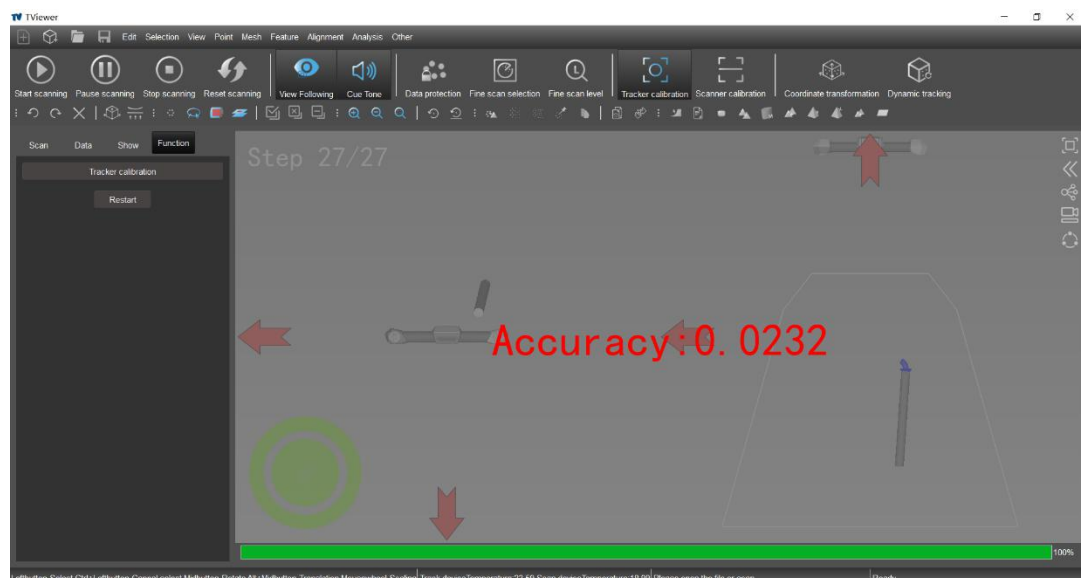 TViewer
Edit Selection View Point Mesh Feature Alignment Analysis Other
Start scanning Pause scanning Stop scanning Reset scanning View Following Cue Tone Data protection Fine scan selection Fine scan level Tracker calibration Scanner calibration Coordinate transformation Dynamic tracking
Scan Data Show Function
Tracker calibration
Restart
Step 27/27
Accuracy:0.0232
100%